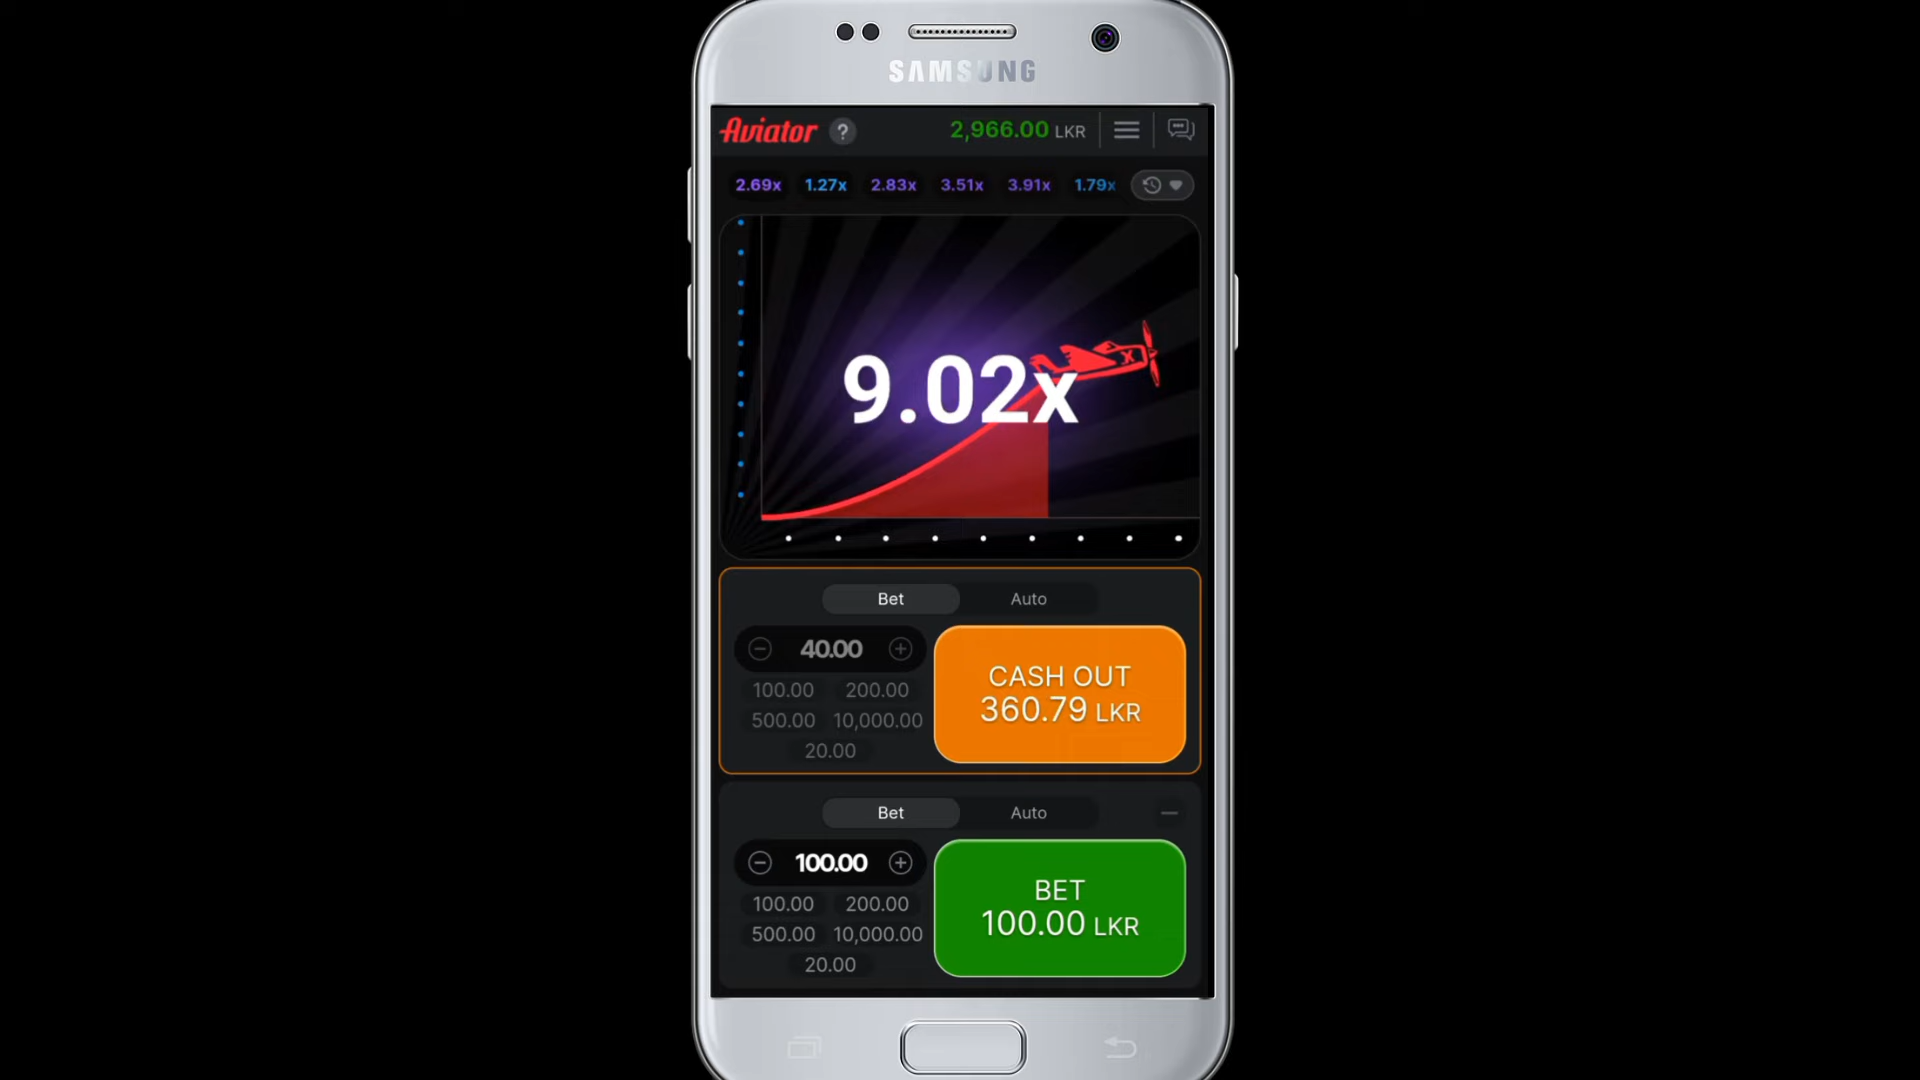 SAMSUNG
Aviator ? 2,966.00 LKR
2.69x 1.27x 2.83x 3.51x 3.91x 1.79x
X
9.02x
Bet Auto
40.00
100.00 200.00
500.00 10,000.00
20.00
CASH OUT
360.79 LKR
Bet Auto
100.00
100.00 200.00
500.00 10,000.00
20.00
BET
100.00 LKR